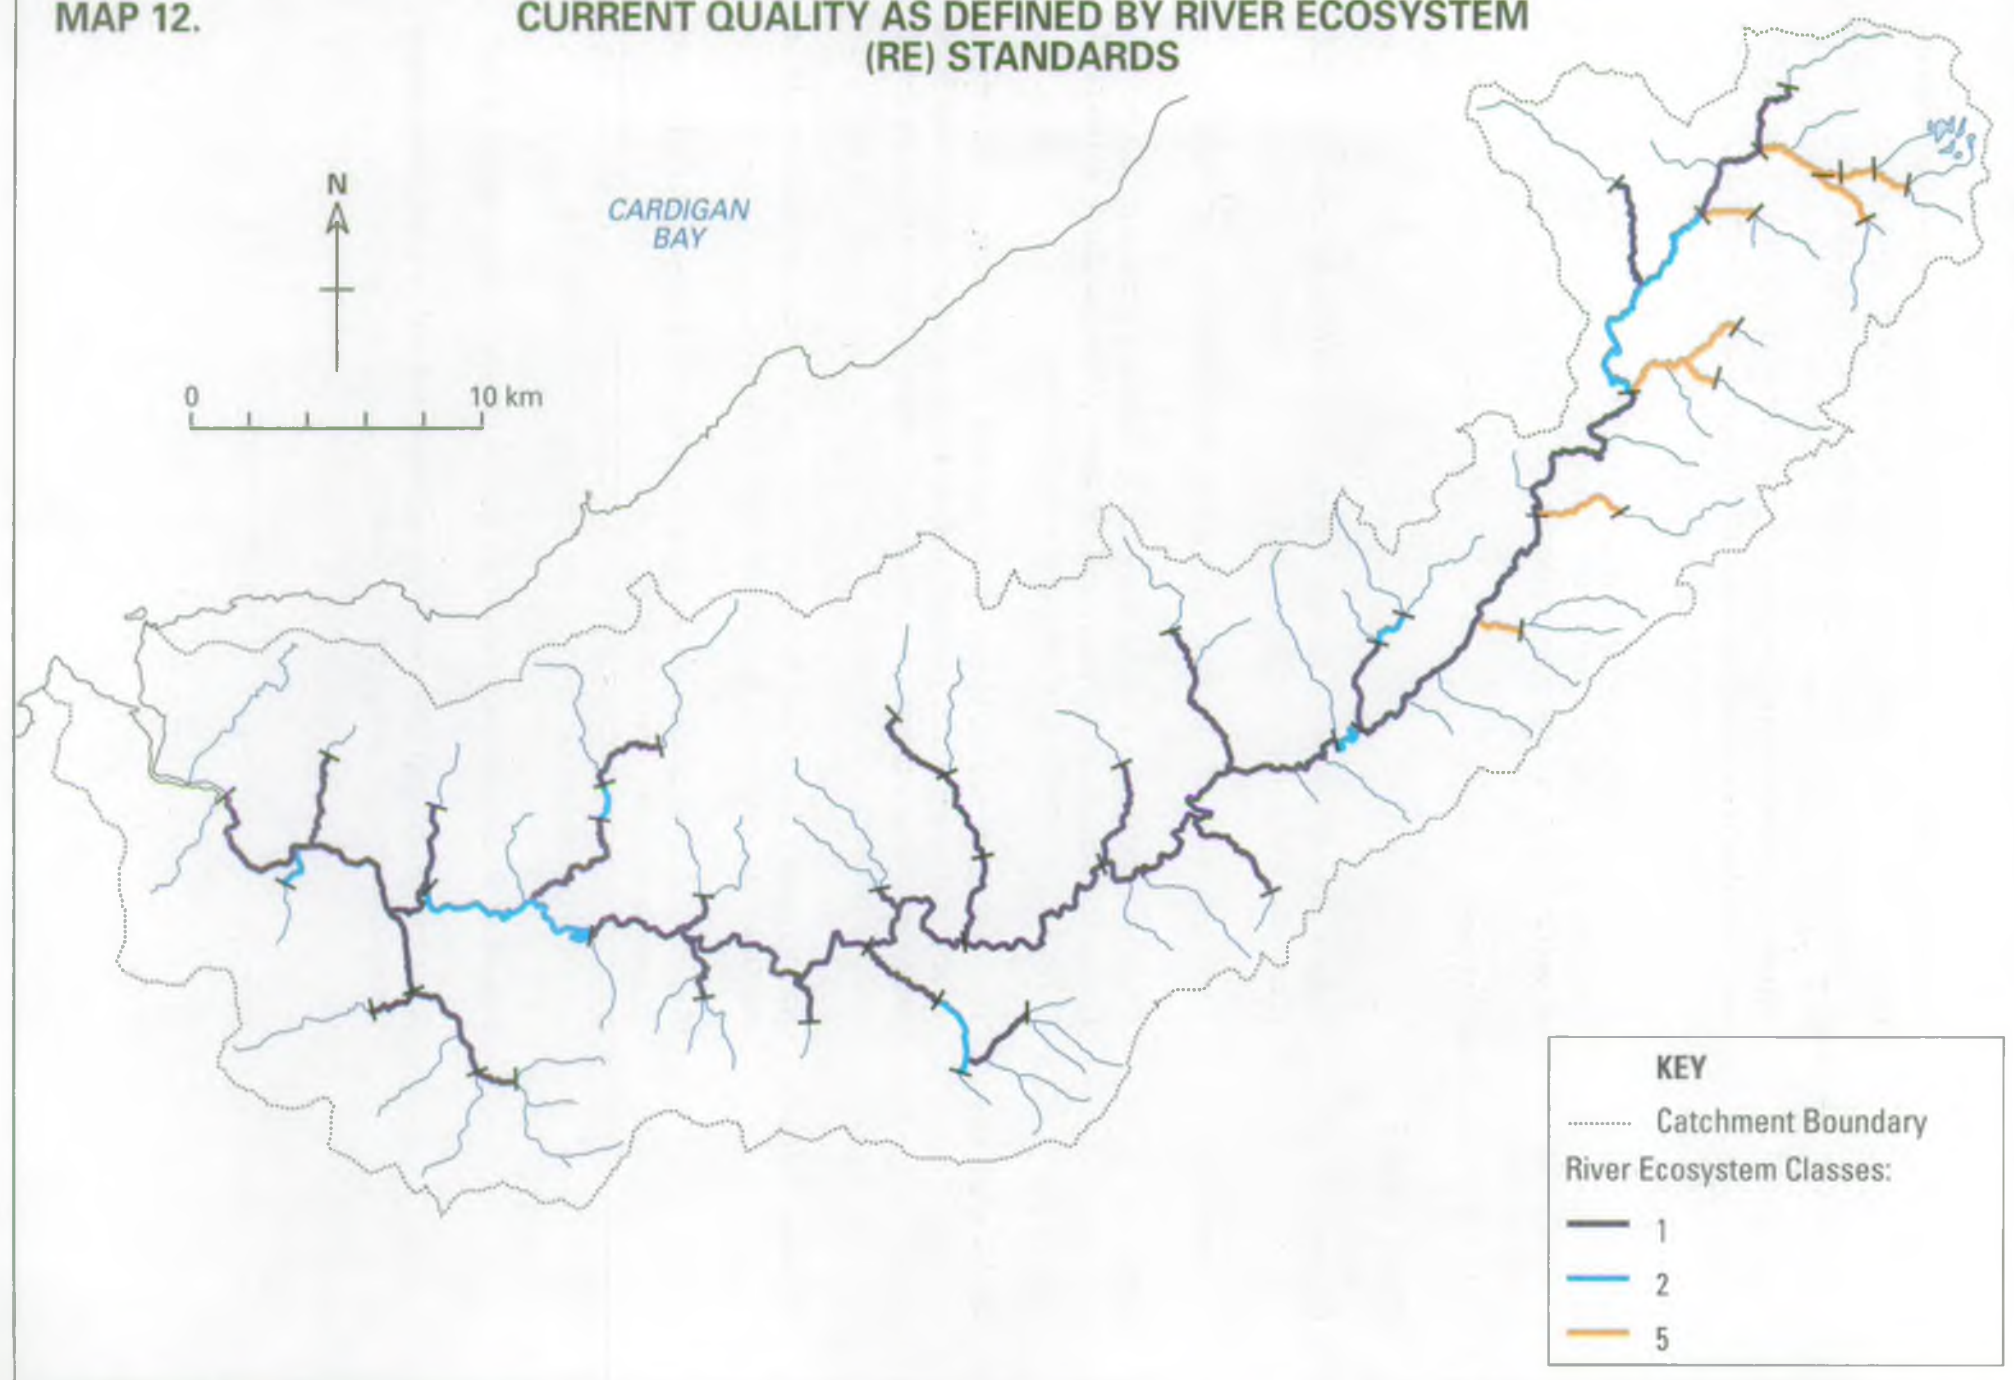 MAP 12.
CURRENT QUALITY AS DEFINED BY RIVER ECOSYSTEM
(RE) STANDARDS
N
CARDIGAN
BAY
0 10 km
KEY
Catchment Boundary
River Ecosystem Classes:
1
2
5